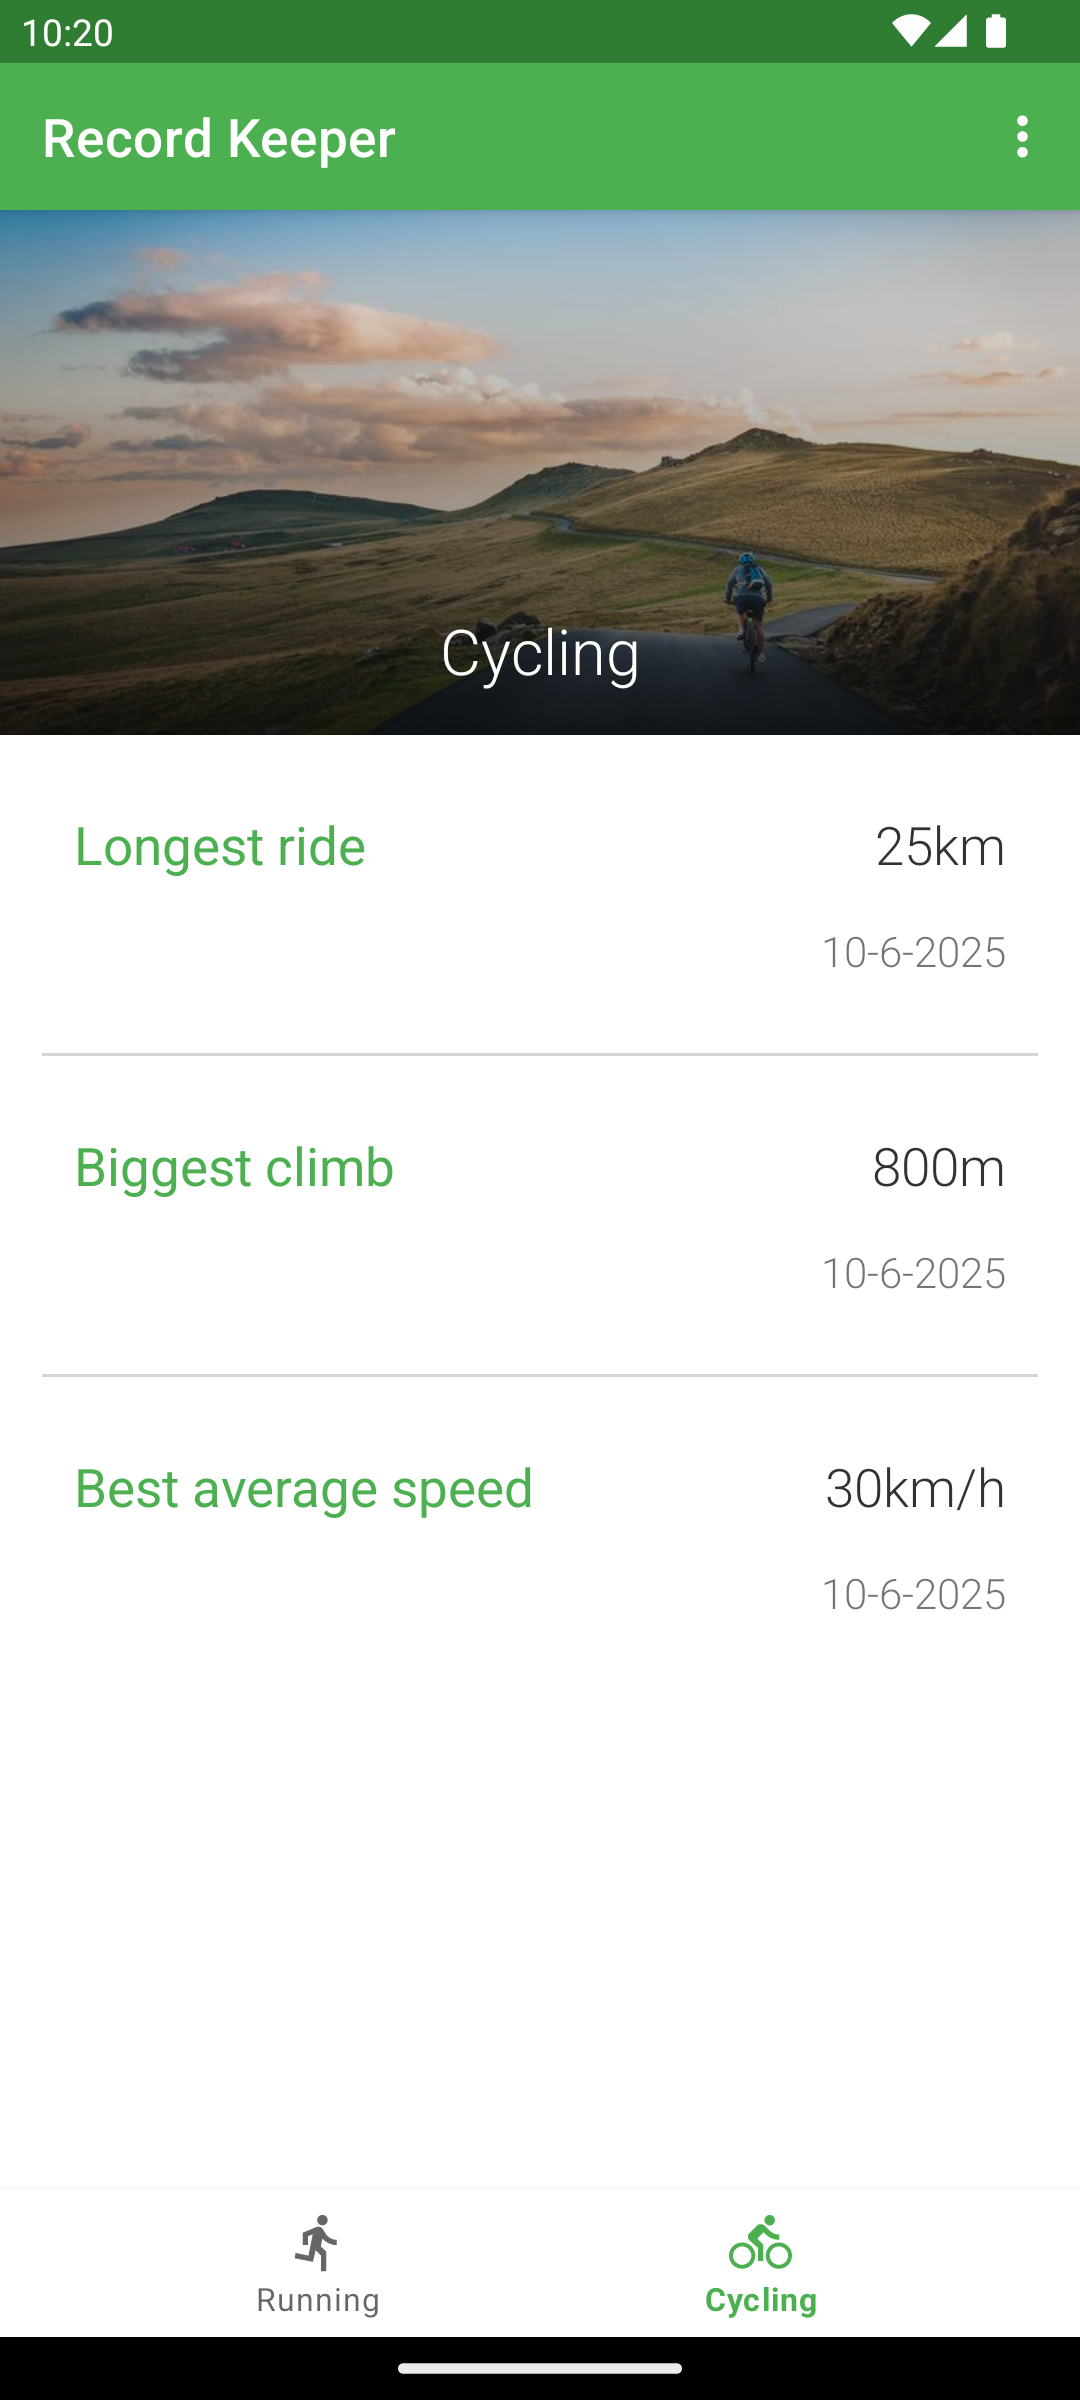 10:20
Record Keeper
Cycling
Longest ride 25km
10-6-2025
Biggest climb 800m
10-6-2025
Best average speed 30km/h
10-6-2025
Running Cycling